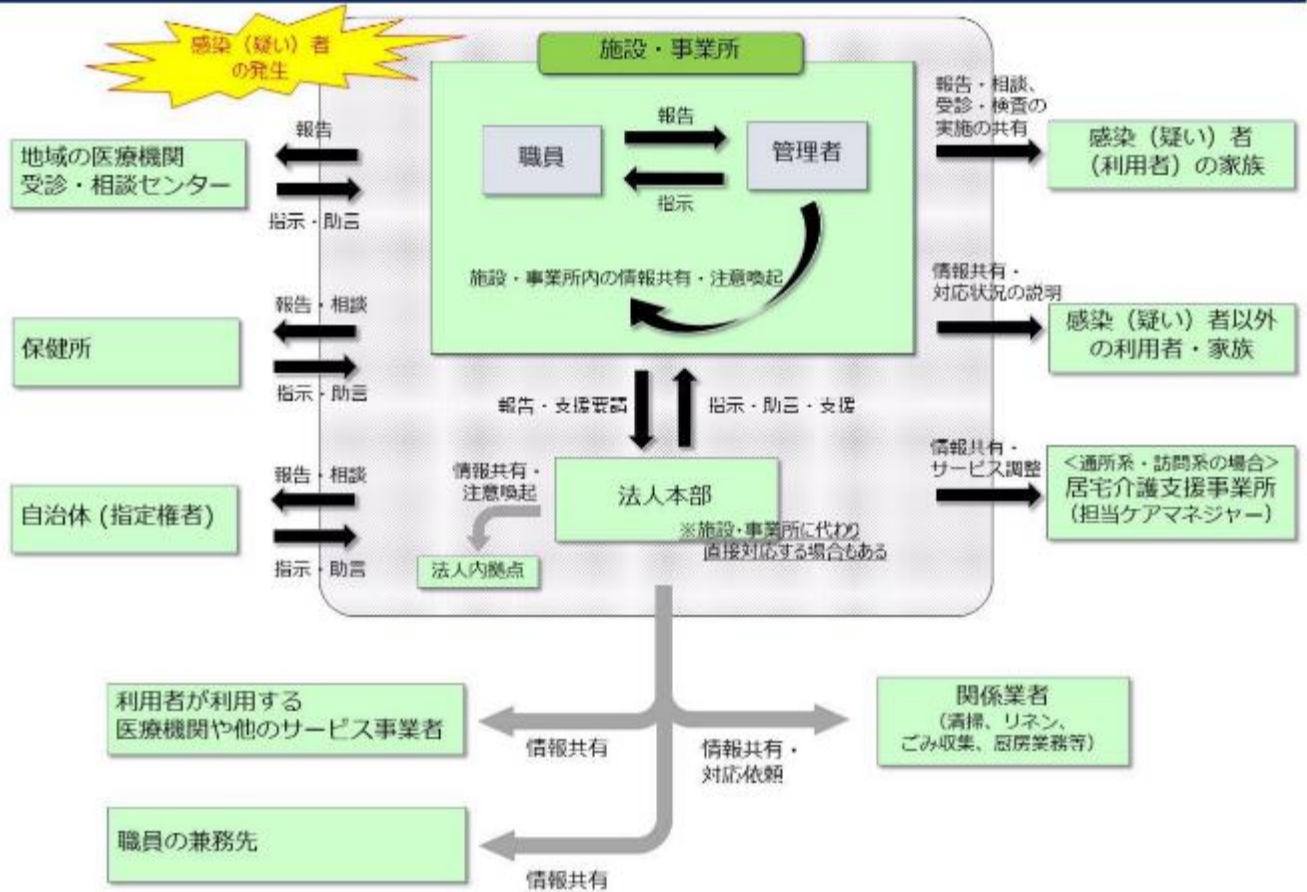 感染（疑い）者
の発生
施設・事業所
報告
職員
管理者
指示
施設・事業所内の情報共有・注意喚起
地域の医療機関
受診・相談センター
報告
指示・助言
保健所
報告・相談
指示・助言
自治体 (指定権者)
報告・相談
指示・助言
報告・相談、
受診・検査の
実施の共有
感染（疑い）者
(利用者) の家族
情報共有・
対応状況の説明
感染（疑い）者以外
の利用者・家族
情報共有・
サービス調整
<通所系・訪問系の場合>
居宅介護支援事業所
(担当ケアマネジャー)
報告・支援要請
指示・助言・支援
情報共有・
注意喚起
法人本部
※施設・事業所に代わり
直接対応する場合もある
法人内拠点
利用者が利用する
医療機関や他のサービス事業者
情報共有
情報共有・
対応依頼
関係業者
(清掃、リネン、
ごみ収集、厨房業務等)
職員の兼務先
情報共有